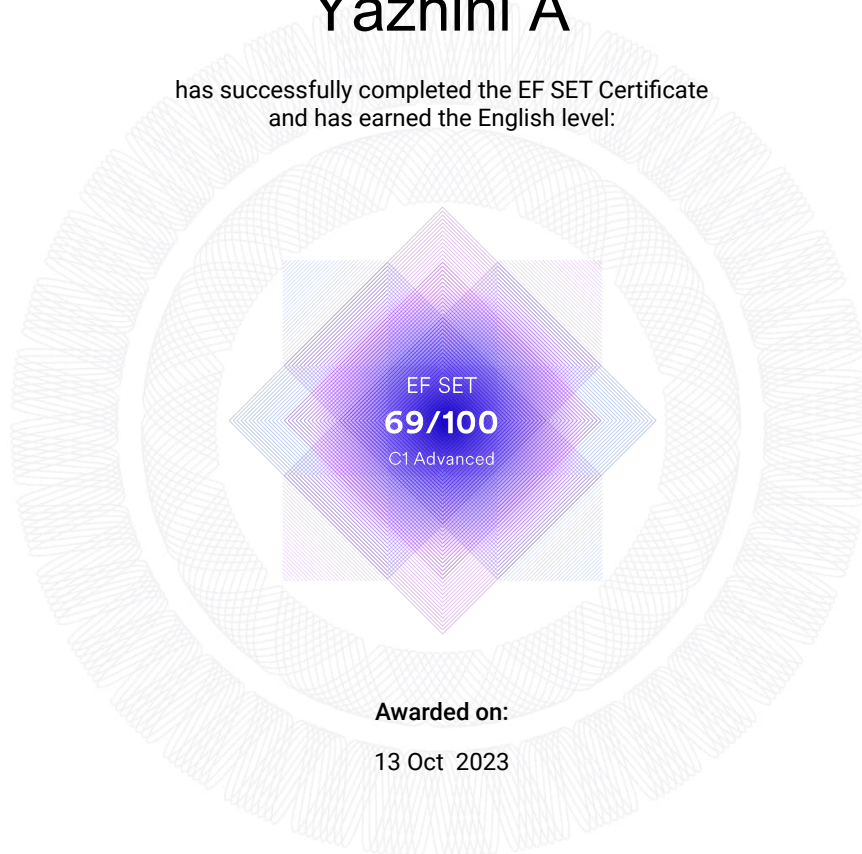 Yazhini A
has successfully completed the EF SET Certificate
and has earned the English level:
EF SET
69/100
C1 Advanced
Awarded on:
13 Oct 2023